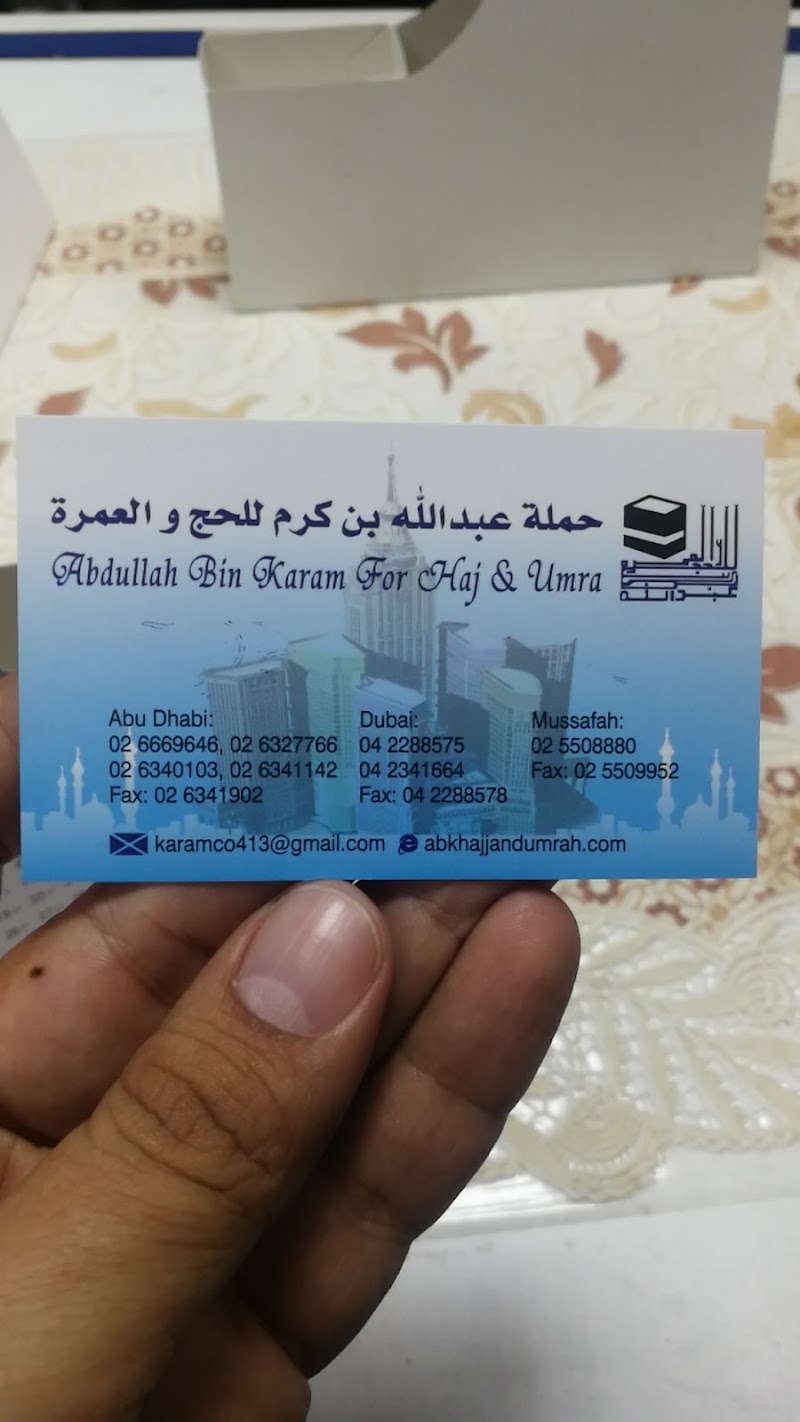 حملة عبدالله بن كرم للحج و العمرة
Abdullah Bin Karam For Haj & Umra
Abu Dhabi:
02 6669646, 02 6327766
02 6340103, 02 6341142
Fax: 02 6341902
Dubai:
04 2288575
04 2341664
Fax: 04 2288578
Mussafah:
02 5508880
Fax: 02 5509952
karamco413@gmail.com
abkhajjandumrah.com